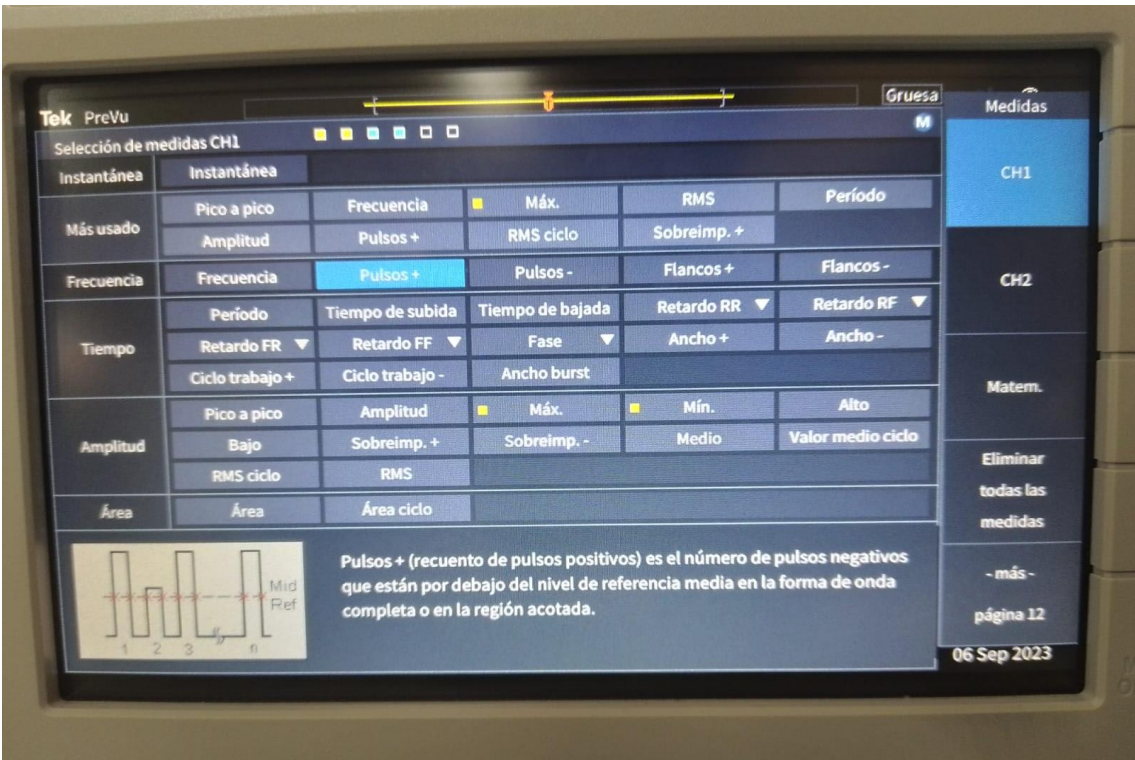 Gruesa
Tek PreVu
M
Selección de medidas CH1
Instantánea Instantánea
Más usado
Pico a pico Frecuencia Máx. RMS Período
Amplitud Pulsos + RMS ciclo Sobreimp. +
Frecuencia Frecuencia Pulsos + Pulsos - Flancos + Flancos -
Tiempo
Período Tiempo de subida Tiempo de bajada Retardo RR Retardo RF
Retardo FR Retardo FF Fase Ancho + Ancho -
Ciclo trabajo + Ciclo trabajo - Ancho burst
Amplitud
Pico a pico Amplitud Máx. Mín. Alto
Bajo Sobreimp. + Sobreimp. - Medio Valor medio ciclo
RMS ciclo RMS
Área Área Área ciclo
Mid
Ref
1 2 3 n
Pulsos + (recuento de pulsos positivos) es el número de pulsos negativos
que están por debajo del nivel de referencia media en la forma de onda
completa o en la región acotada.
Medidas
CH1
CH2
Matem.
Eliminar
todas las
medidas
- más -
página 12
06 Sep 2023